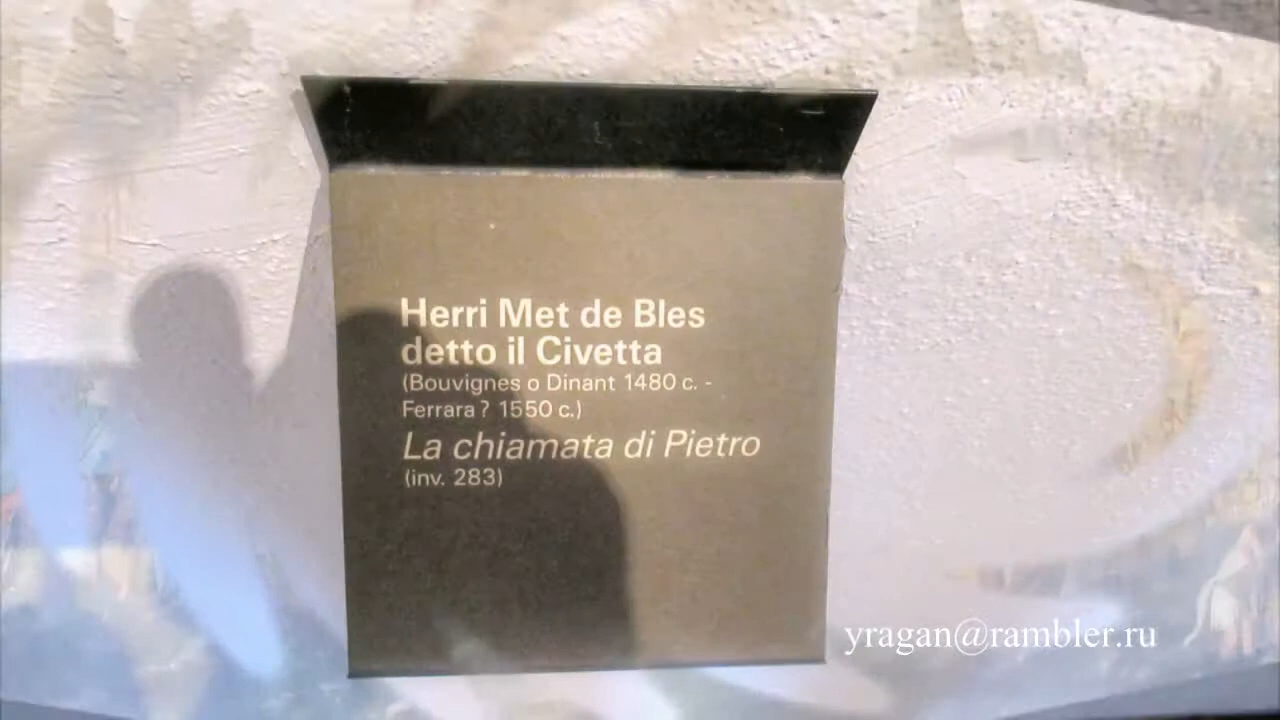 Herri Met de Bles
detto il Civetta
(Bouvignes o Dinant 1480 c. -
Ferrara ? 1550 c.)
La chiamata di Pietro
(inv. 283)
yragan@rambler.ru